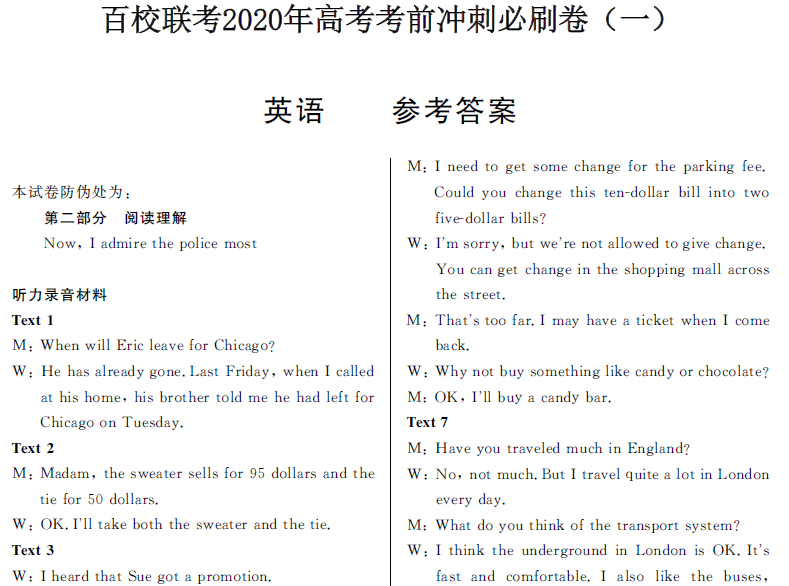 百校联考2020年高考考前冲刺必刷卷（一）
英语 参考答案
本试卷防伪处为：
第二部分 阅读理解
Now, I admire the police most
听力录音材料
Text 1
M: When will Eric leave for Chicago?
W: He has already gone. Last Friday, when I called
at his home, his brother told me he had left for
Chicago on Tuesday.
Text 2
M: Madam, the sweater sells for 95 dollars and the
tie for 50 dollars.
W: OK. I'll take both the sweater and the tie.
Text 3
W: I heard that Sue got a promotion.
M: I need to get some change for the parking fee.
Could you change this ten-dollar bill into two
five-dollar bills?
W: I'm sorry, but we're not allowed to give change.
You can get change in the shopping mall across
the street.
M: That's too far. I may have a ticket when I come
back.
W: Why not buy something like candy or chocolate?
M: OK, I'll buy a candy bar.
Text 7
M: Have you traveled much in England?
W: No, not much. But I travel quite a lot in London
every day.
M: What do you think of the transport system?
W: I think the underground in London is OK. It's
fast and comfortable. I also like the buses,